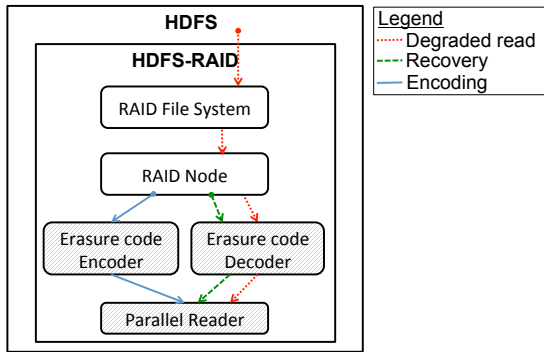 HDFS
HDFS-RAID
RAID File System
RAID Node
Erasure code
Encoder
Erasure code
Decoder
Parallel Reader
Legend
Degraded read
Recovery
Encoding